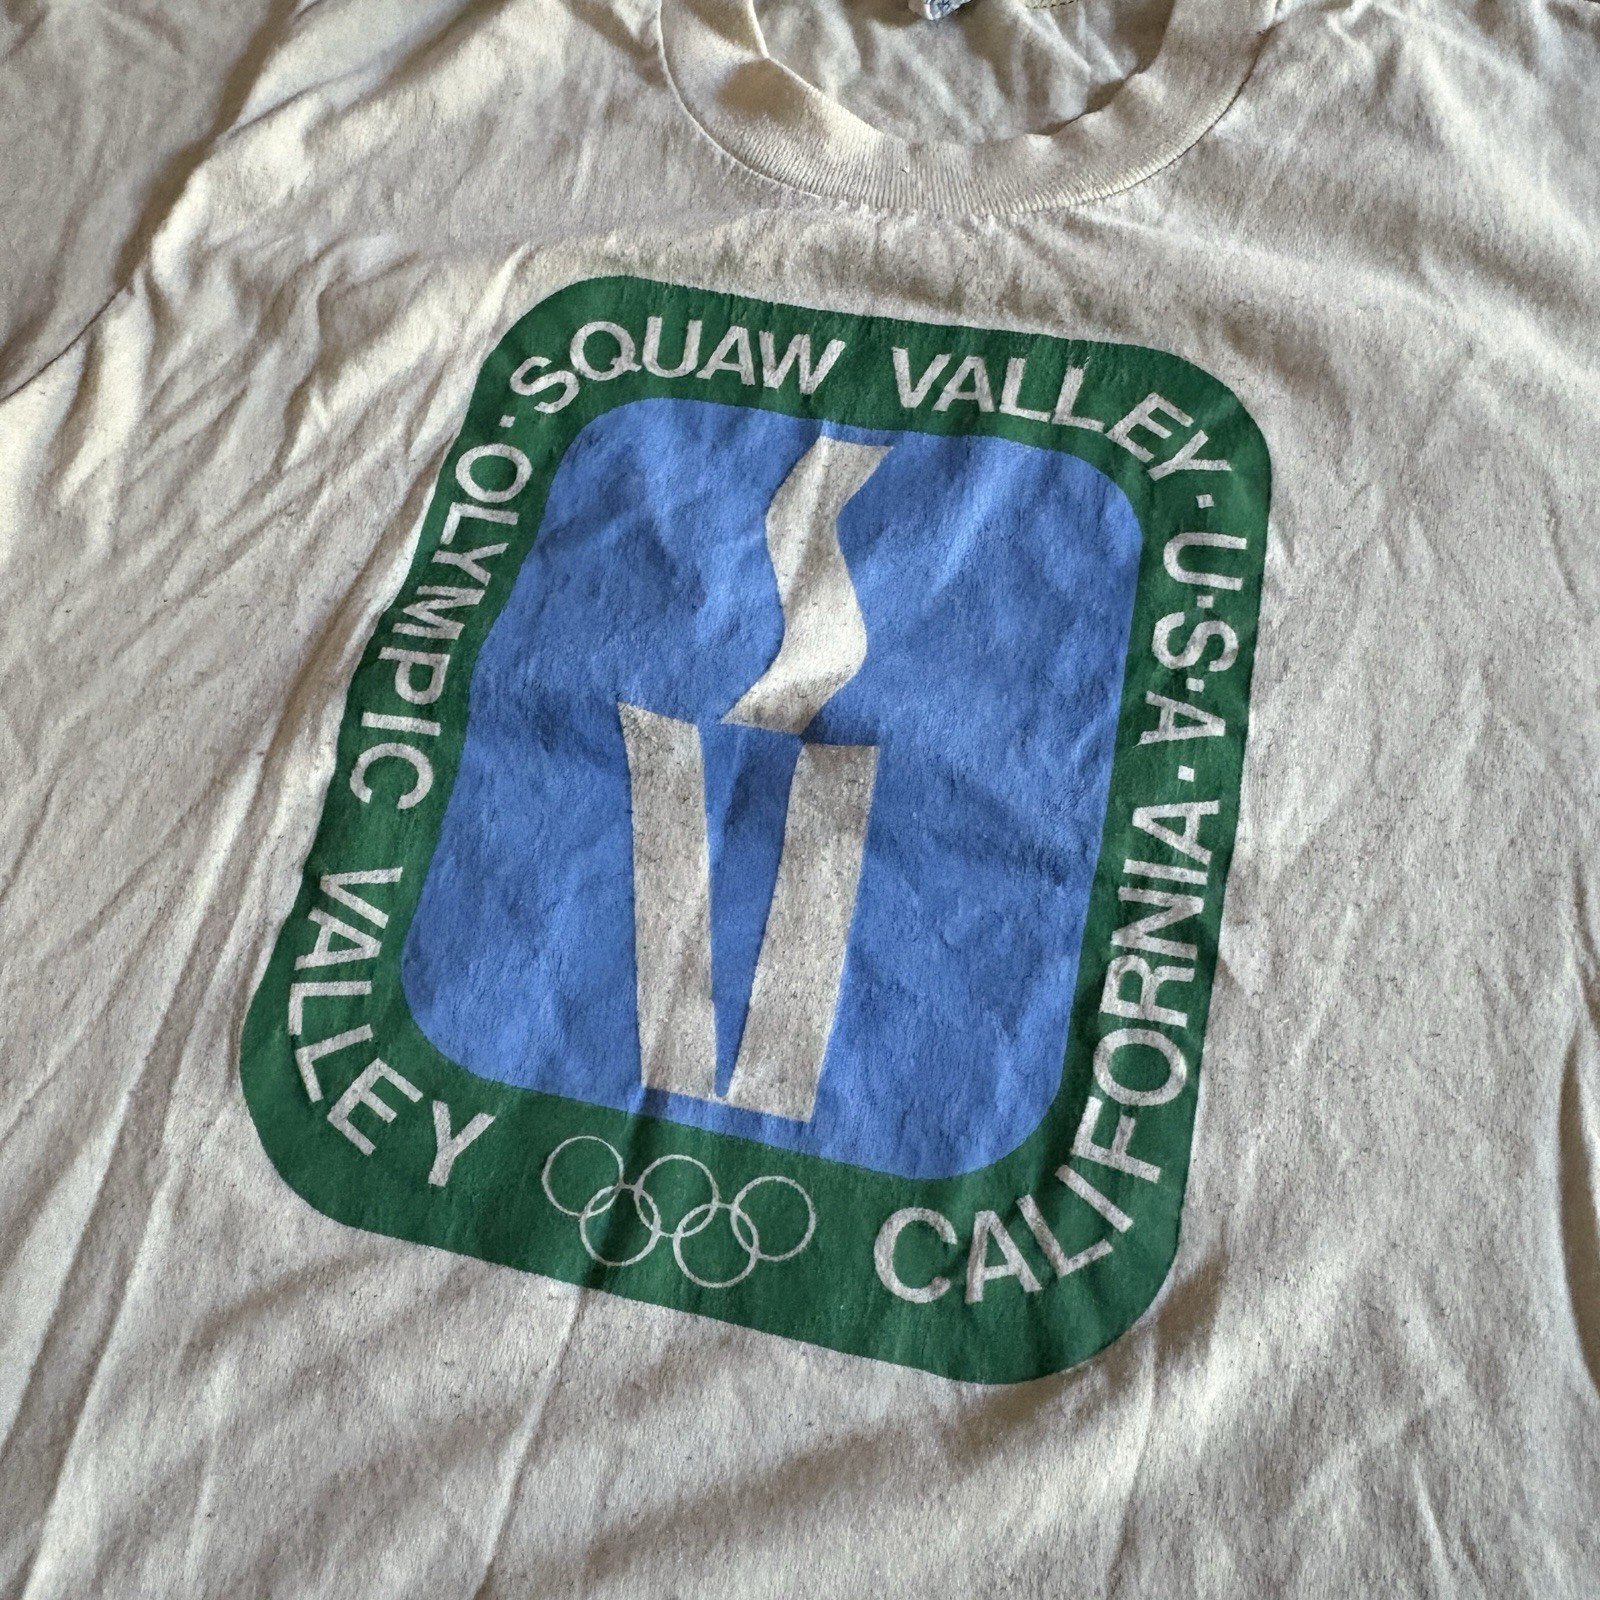 SQUAW VALLEY · U·S·A · CALIFORNIA
OLYMPIC VALLEY